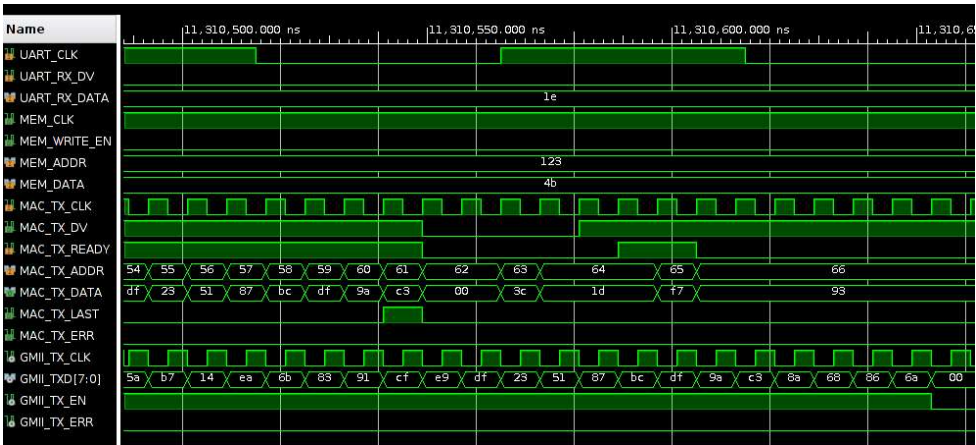 Name 11,310,500.000 ns 11,310,550.000 ns 11,310,600.000 ns 11,310,65
UART_CLK
UART_RX_DV
UART_RX_DATA 1e
MEM_CLK
MEM_WRITE_EN
MEM_ADDR 123
MEM_DATA 4b
MAC_TX_CLK
MAC_TX_DV
MAC_TX_READY
MAC_TX_ADDR 54 55 56 57 58 59 60 61 62 63 64 65 66
MAC_TX_DATA df 23 51 87 bc df 9a c3 00 3c 1d f7 93
MAC_TX_LAST
MAC_TX_ERR
GMII_TX_CLK
GMII_TXD[7:0] 5a b7 14 ea 6b 83 91 cf e9 df 23 51 87 bc df 9a c3 8a 68 86 6a 00
GMII_TX_EN
GMII_TX_ERR